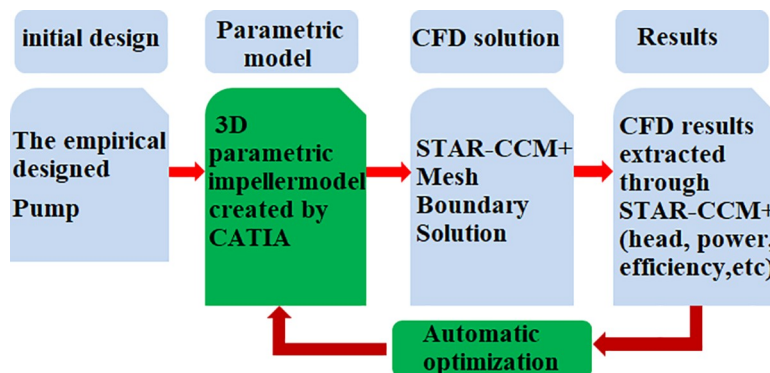 initial design
Parametric
model
CFD solution
Results
The empirical
designed
Pump
3D
parametric
impellermodel
created by
CATIA
STAR-CCM+
Mesh
Boundary
Solution
CFD results
extracted
through
STAR-CCM+
(head, power,
efficiency,etc)
Automatic
optimization